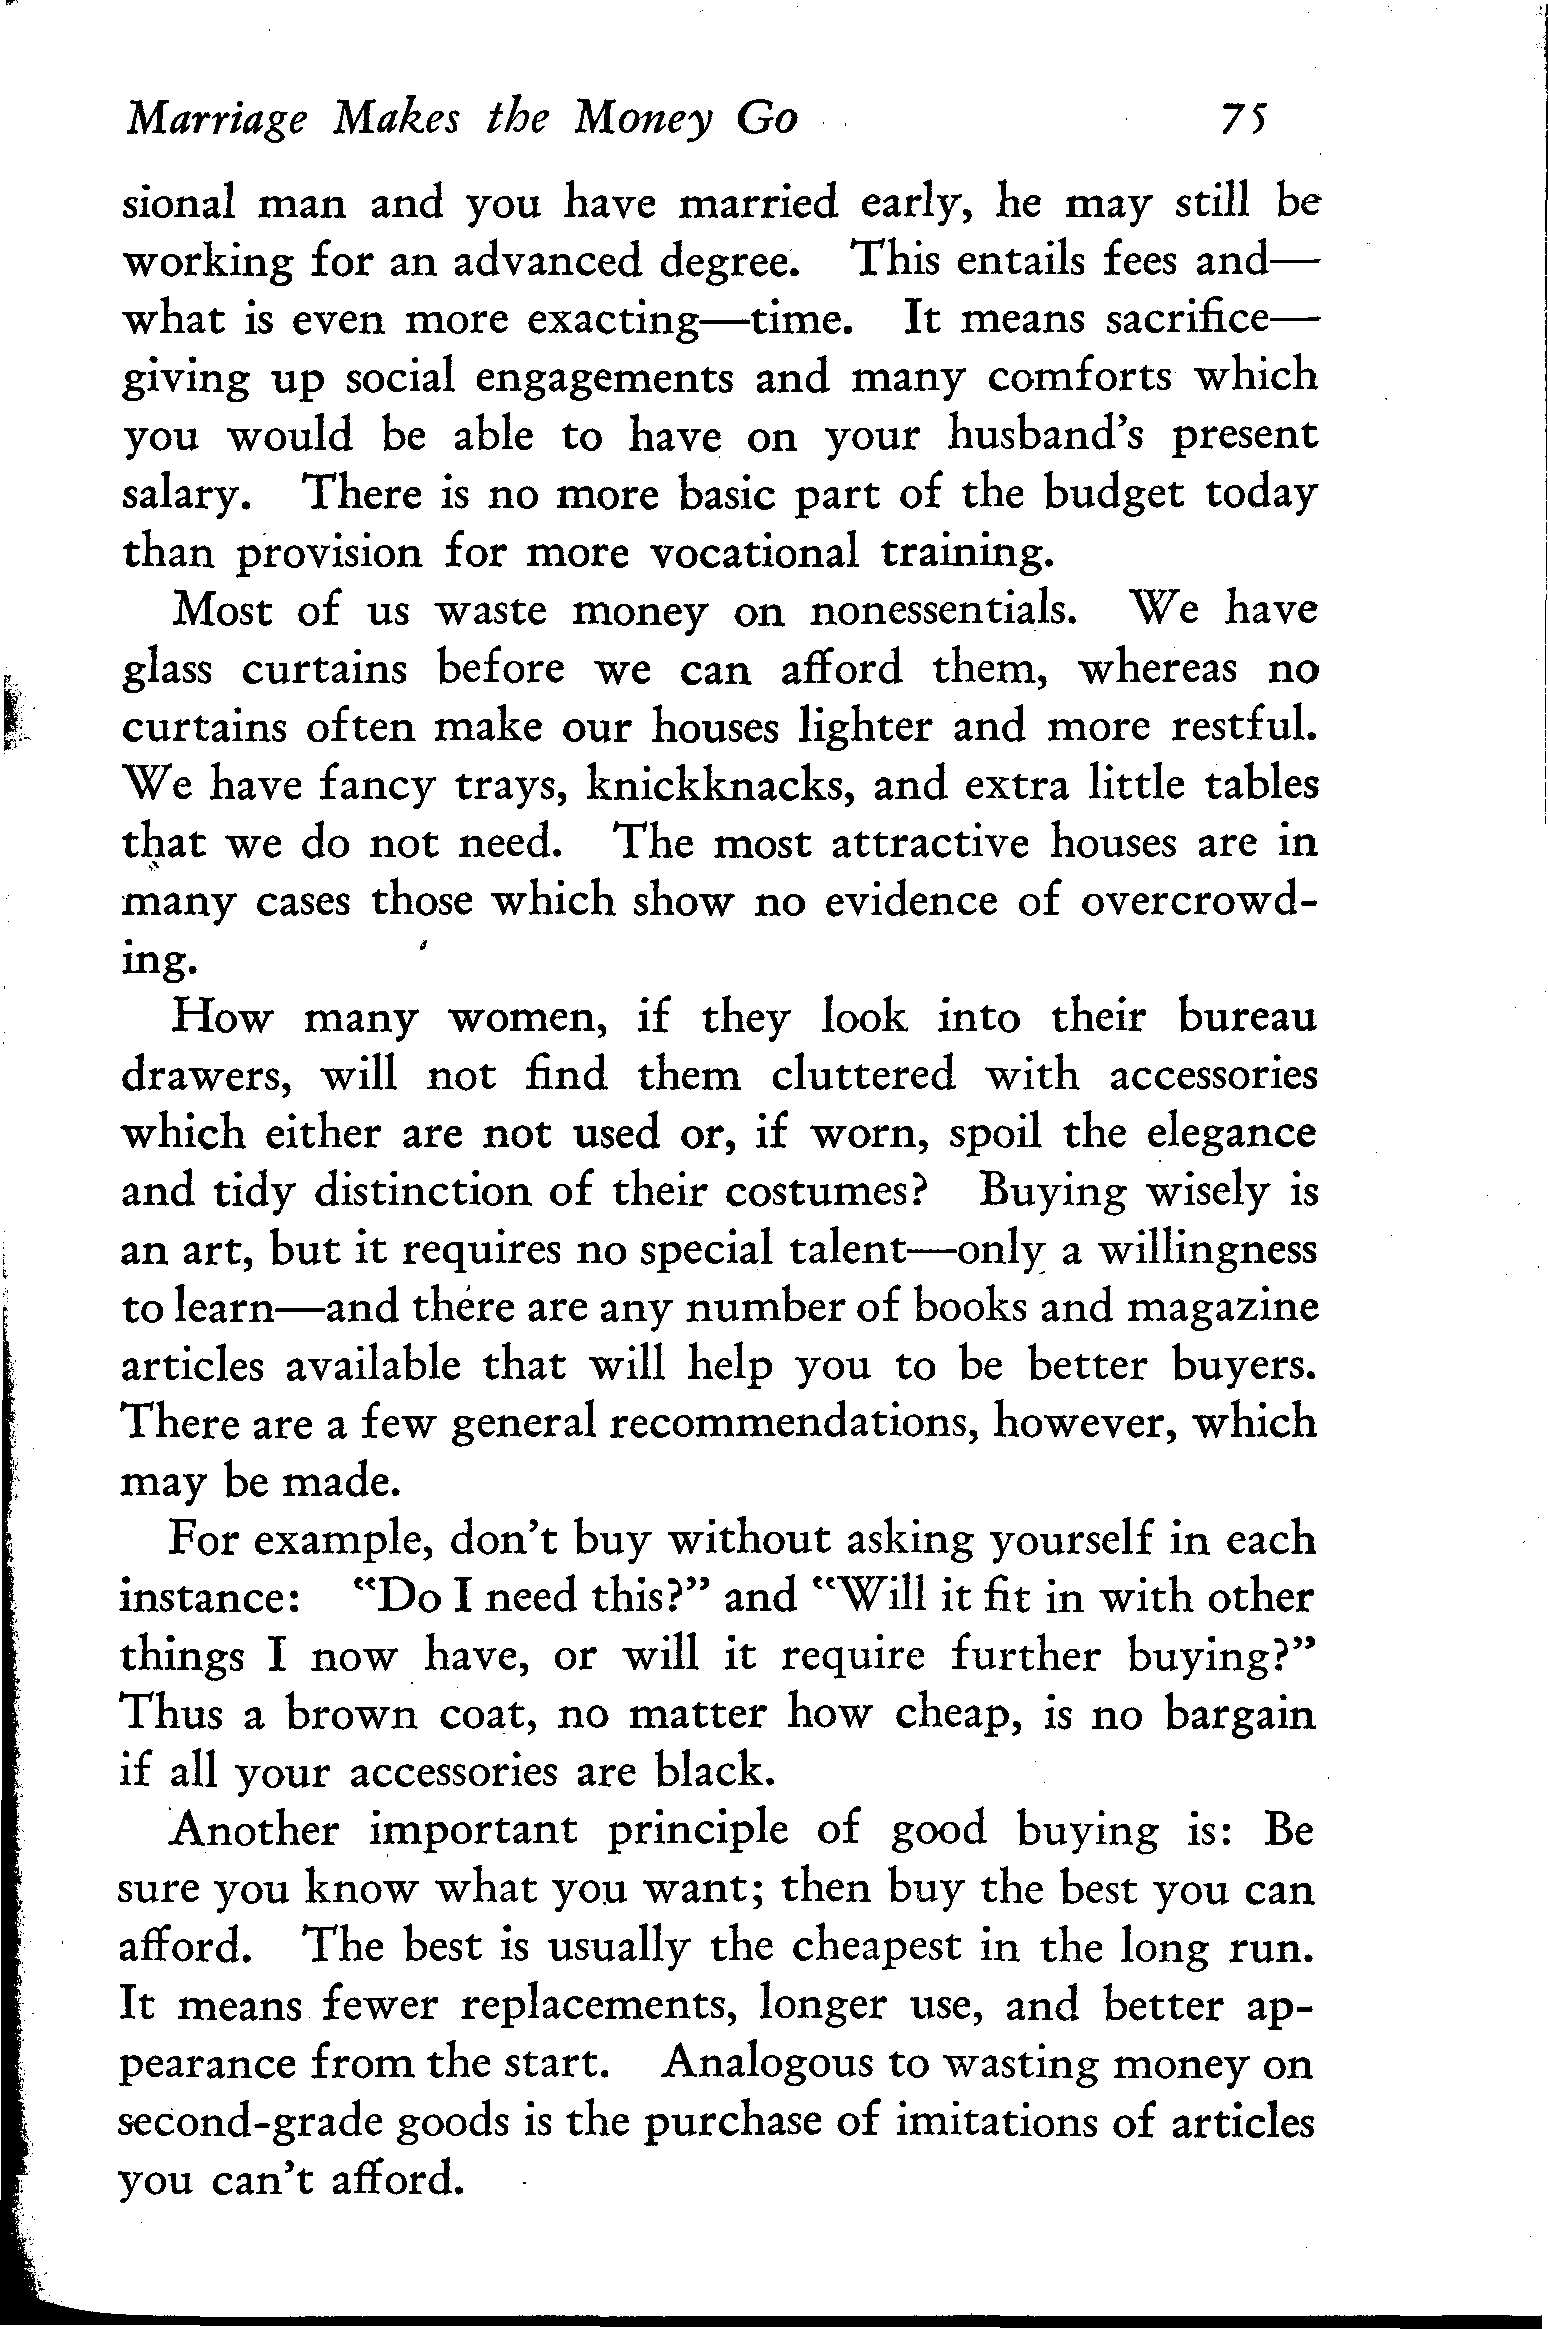 Marriage Makes the Money Go 75
sional man and you have married early, he may still be
working for an advanced degree. This entails fees and—
what is even more exacting—time. It means sacrifice—
giving up social engagements and many comforts which
you would be able to have on your husband's present
salary. There is no more basic part of the budget today
than provision for more vocational training.
Most of us waste money on nonessentials. We have
glass curtains before we can afford them, whereas no
curtains often make our houses lighter and more restful.
We have fancy trays, knickknacks, and extra little tables
that we do not need. The most attractive houses are in
many cases those which show no evidence of overcrowd-
ing.
How many women, if they look into their bureau
drawers, will not find them cluttered with accessories
which either are not used or, if worn, spoil the elegance
and tidy distinction of their costumes? Buying wisely is
an art, but it requires no special talent—only a willingness
to learn—and there are any number of books and magazine
articles available that will help you to be better buyers.
There are a few general recommendations, however, which
may be made.
For example, don't buy without asking yourself in each
instance: "Do I need this?" and "Will it fit in with other
things I now have, or will it require further buying?"
Thus a brown coat, no matter how cheap, is no bargain
if all your accessories are black.
Another important principle of good buying is: Be
sure you know what you want; then buy the best you can
afford. The best is usually the cheapest in the long run.
It means fewer replacements, longer use, and better ap-
pearance from the start. Analogous to wasting money on
second-grade goods is the purchase of imitations of articles
you can't afford.